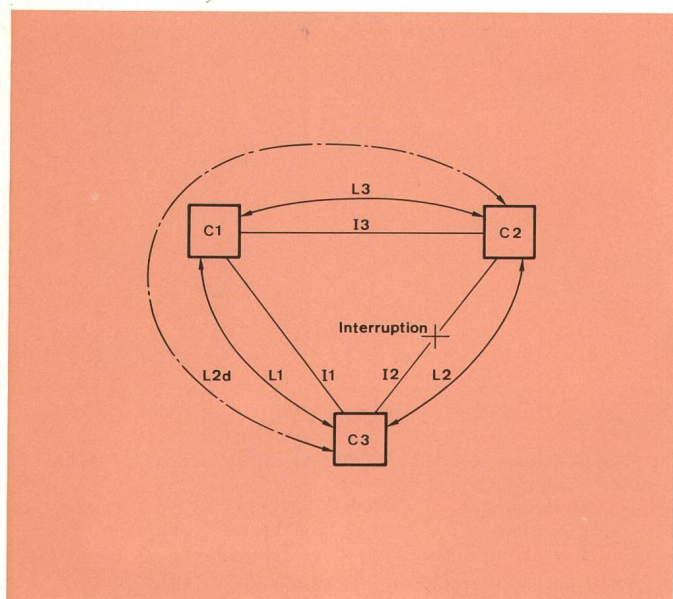 L3
C1
C2
I3
Interruption
L2d
L1
I1
I2
L2
C3